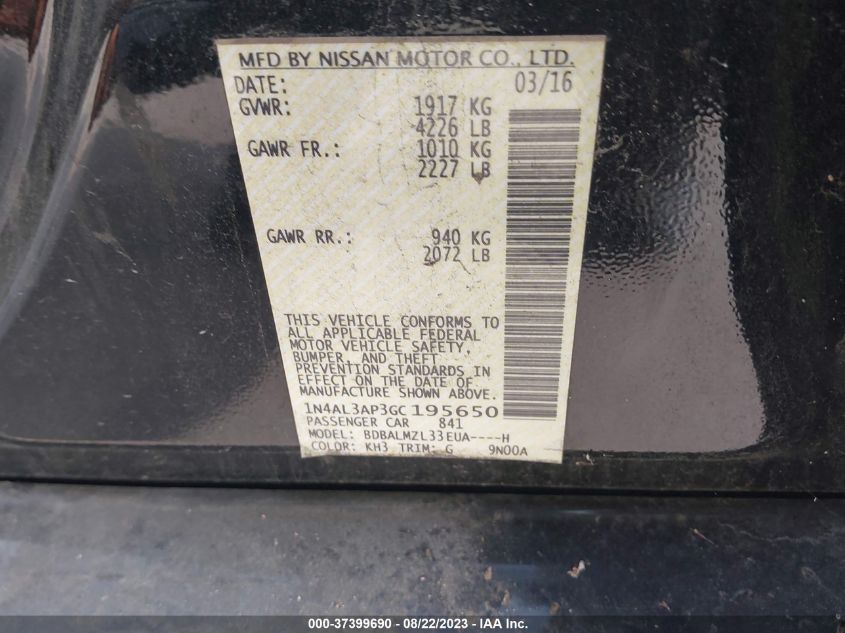 MFD BY NISSAN MOTOR CO., LTD.
DATE: 03/16
GVWR: 1917 KG
4226 LB
GAWR FR.: 1010 KG
2227 LB
GAWR RR.: 940 KG
2072 LB
THIS VEHICLE CONFORMS TO
ALL APPLICABLE FEDERAL
MOTOR VEHICLE SAFETY,
BUMPER, AND THEFT
PREVENTION STANDARDS IN
EFFECT ON THE DATE OF
MANUFACTURE SHOWN ABOVE.
1N4AL3AP3GC195650
PASSENGER CAR 841
MODEL: BDBALMZL33EUA----H
COLOR: KH3 TRIM: G 9N00A
000-37399690 - 08/22/2023 - IAA Inc.